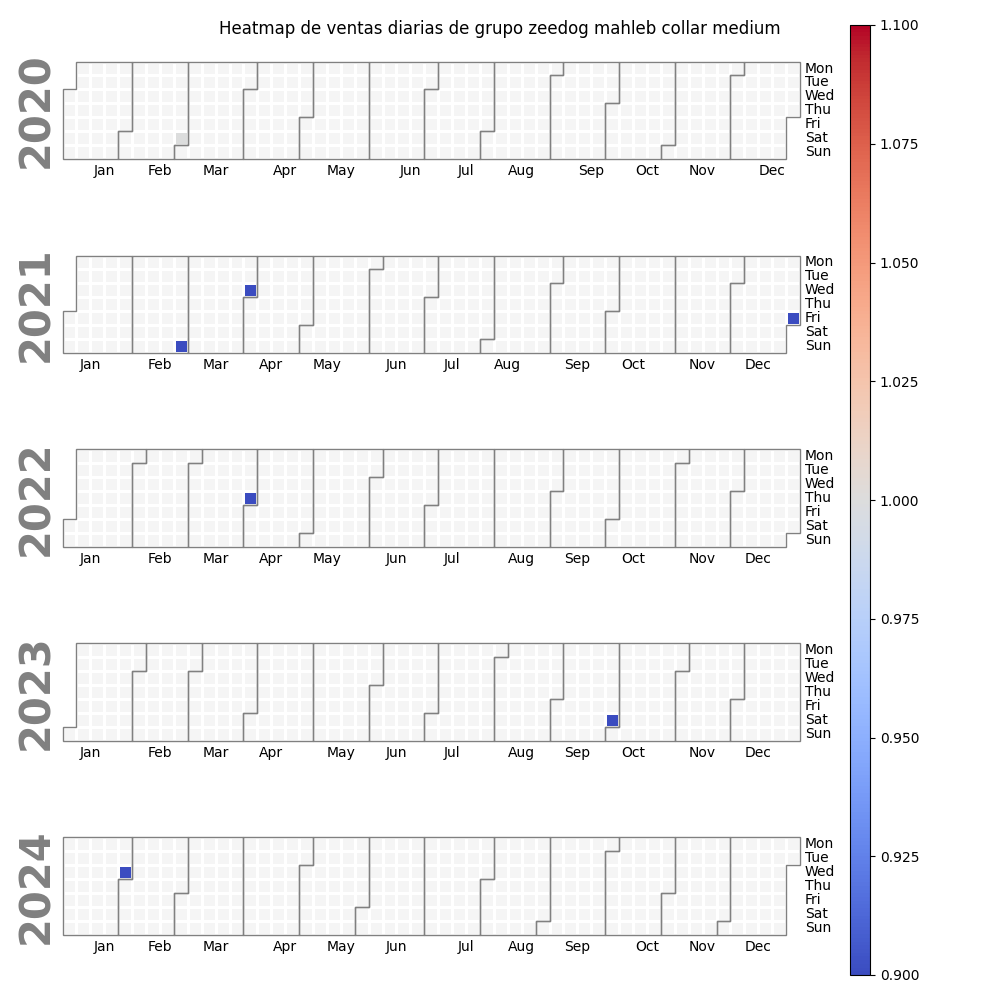 Heatmap de ventas diarias de grupo zeedog mahleb collar medium
2020
Mon
Tue
Wed
Thu
Fri
Sat
Sun
Jan Feb Mar Apr May Jun Jul Aug Sep Oct Nov Dec
2021
Mon
Tue
Wed
Thu
Fri
Sat
Sun
Jan Feb Mar Apr May Jun Jul Aug Sep Oct Nov Dec
2022
Mon
Tue
Wed
Thu
Fri
Sat
Sun
Jan Feb Mar Apr May Jun Jul Aug Sep Oct Nov Dec
2023
Mon
Tue
Wed
Thu
Fri
Sat
Sun
Jan Feb Mar Apr May Jun Jul Aug Sep Oct Nov Dec
2024
Mon
Tue
Wed
Thu
Fri
Sat
Sun
Jan Feb Mar Apr May Jun Jul Aug Sep Oct Nov Dec
1.100
1.075
1.050
1.025
1.000
0.975
0.950
0.925
0.900